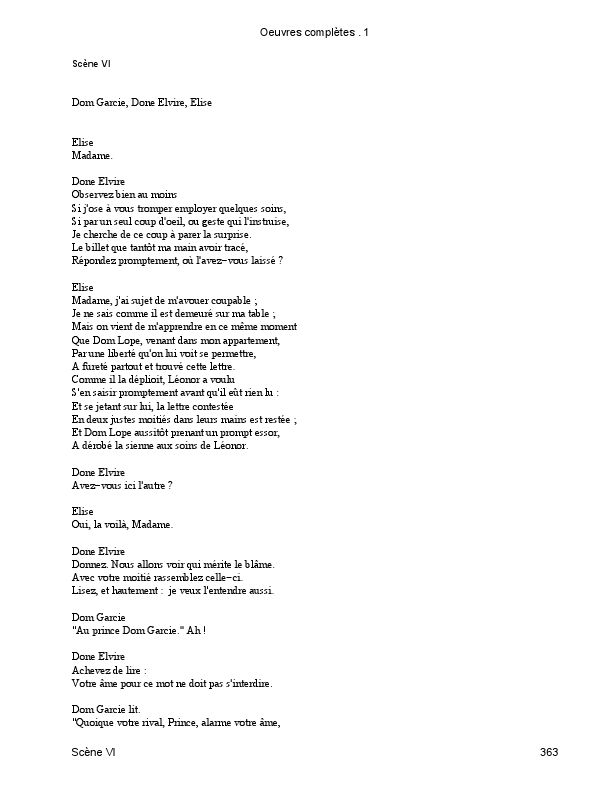 Oeuvres complètes . 1
Scène VI
Dom Garcie, Done Elvire, Elise
Elise
Madame.
Done Elvire
Observez bien au moins
Si j'ose à vous tromper employer quelques soins,
Si par un seul coup d'oeil, ou geste qui l'instruise,
Je cherche de ce coup à parer la surprise.
Le billet que tantôt ma main avoir tracé,
Répondez promptement, où l'avez−vous laissé ?
Elise
Madame, j'ai sujet de m'avouer coupable ;
Je ne sais comme il est demeuré sur ma table ;
Mais on vient de m'apprendre en ce même moment
Que Dom Lope, venant dans mon appartement,
Par une liberté qu'on lui voit se permettre,
A fureté partout et trouvé cette lettre.
Comme il la déplioit, Léonor a voulu
S'en saisir promptement avant qu'il eût rien lu :
Et se jetant sur lui, la lettre contestée
En deux justes moitiés dans leurs mains est restée ;
Et Dom Lope aussitôt prenant un prompt essor,
A dérobé la sienne aux soins de Léonor.
Done Elvire
Avez−vous ici l'autre ?
Elise
Oui, la voilà, Madame.
Done Elvire
Donnez. Nous allons voir qui mérite le blâme.
Avec votre moitié rassemblez celle−ci.
Lisez, et hautement : je veux l'entendre aussi.
Dom Garcie
"Au prince Dom Garcie." Ah !
Done Elvire
Achevez de lire :
Votre âme pour ce mot ne doit pas s'interdire.
Dom Garcie lit.
"Quoique votre rival, Prince, alarme votre âme,
Scène VI
363